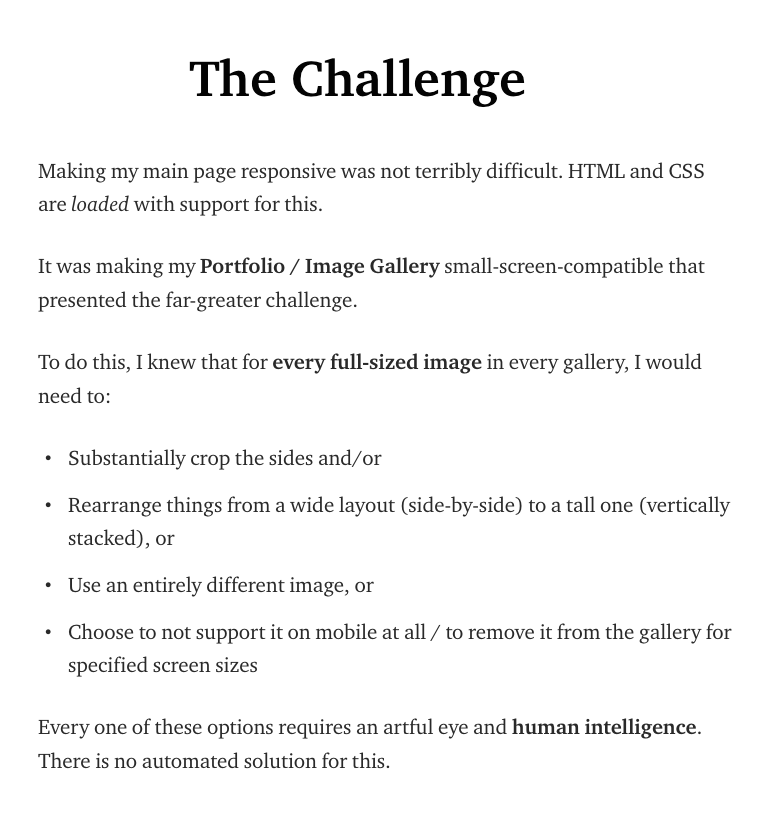 The Challenge
Making my main page responsive was not terribly difficult. HTML and CSS
are loaded with support for this.
It was making my Portfolio / Image Gallery small-screen-compatible that
presented the far-greater challenge.
To do this, I knew that for every full-sized image in every gallery, I would
need to:
• Substantially crop the sides and/or
• Rearrange things from a wide layout (side-by-side) to a tall one (vertically
stacked), or
• Use an entirely different image, or
• Choose to not support it on mobile at all / to remove it from the gallery for
specified screen sizes
Every one of these options requires an artful eye and human intelligence.
There is no automated solution for this.